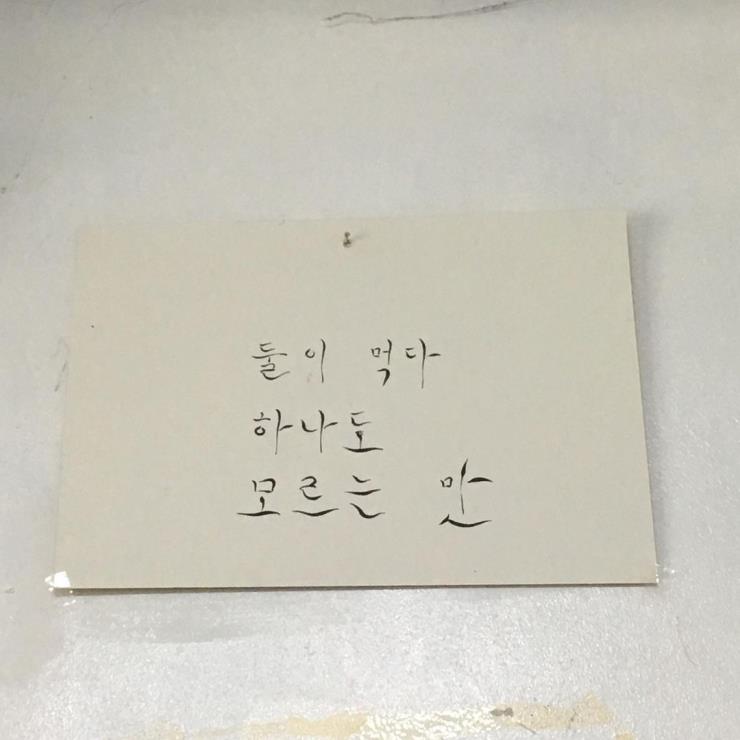 둘이 먹다
하나도
모르는 맛